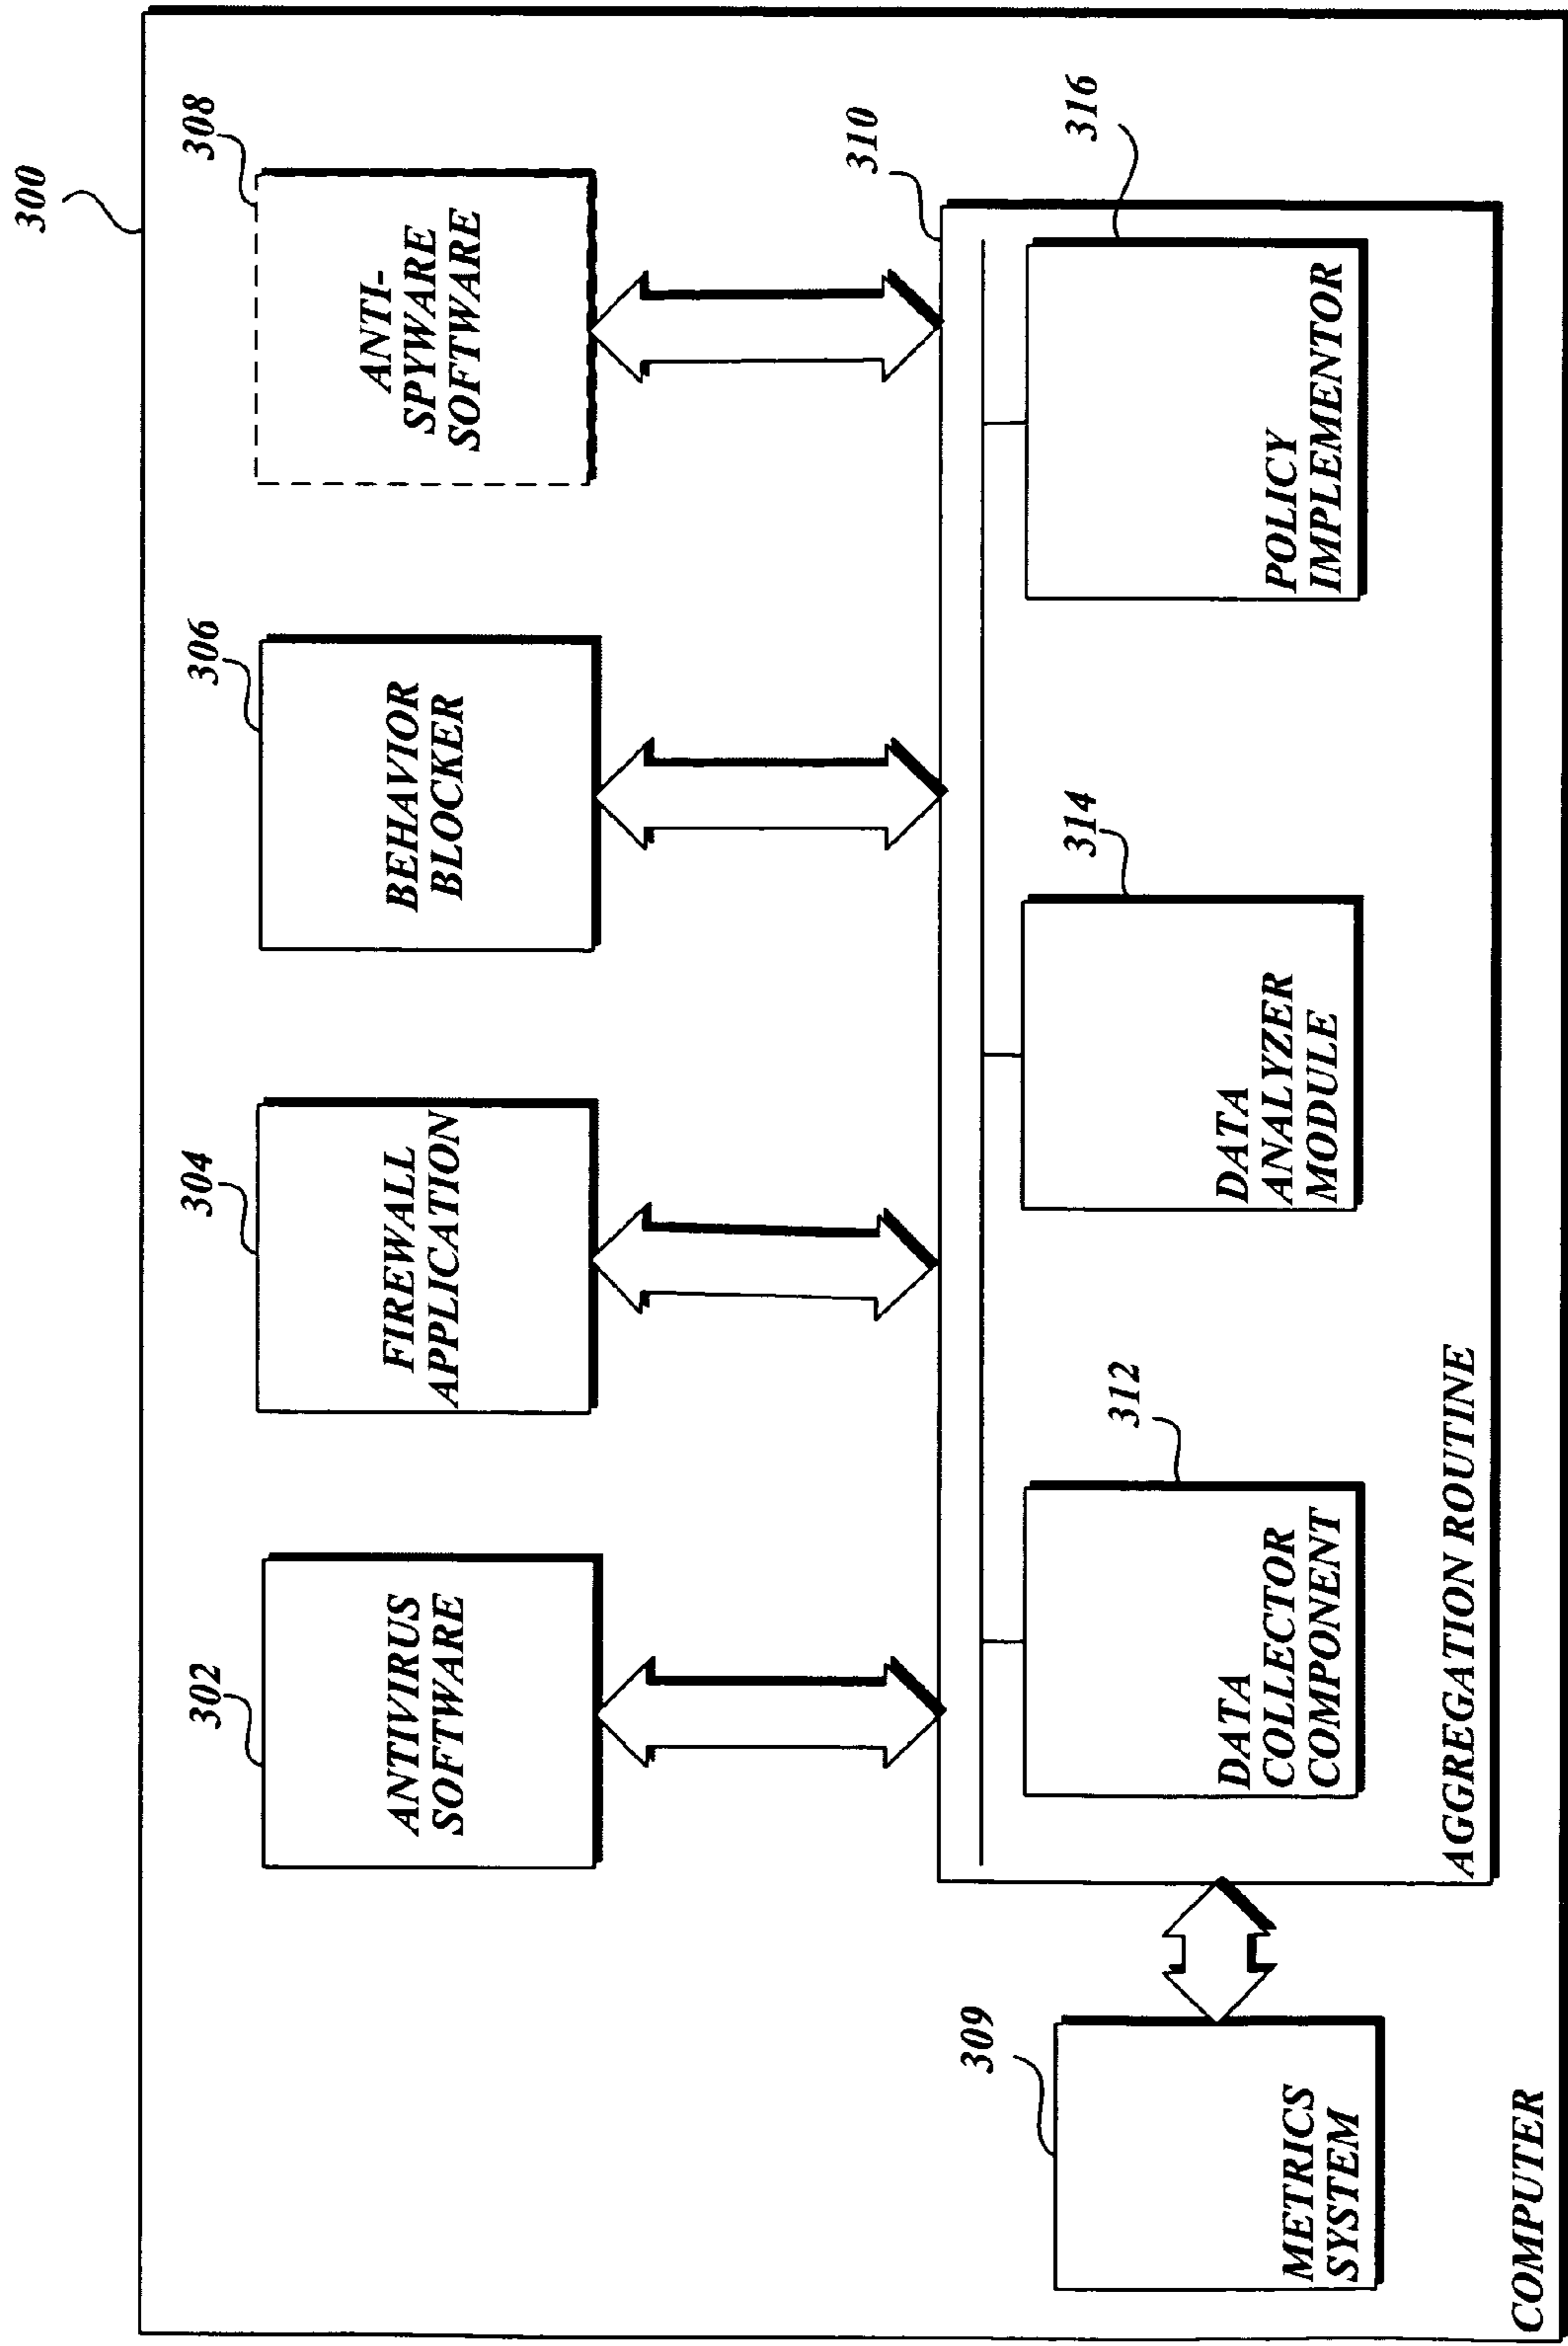 300
302
ANTIVIRUS
SOFTWARE
304
FIREWALL
APPLICATION
306
BEHAVIOR
BLOCKER
308
ANTI-
SPYWARE
SOFTWARE
309
METRICS
SYSTEM
310
312
DATA
COLLECTOR
COMPONENT
314
DATA
ANALYZER
MODULE
316
POLICY
IMPLEMENTOR
AGGREGATION ROUTINE
COMPUTER